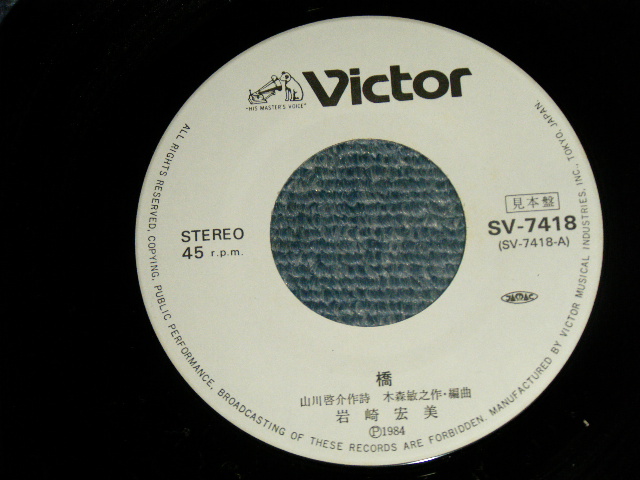 Victor
"HIS MASTER'S VOICE"
見本盤
STEREO
45 r.p.m.
SV-7418
(SV-7418-A)
JASRAC
橋
山川啓介作詩 木森敏之作・編曲
岩崎宏美
Ⓟ1984
ALL RIGHTS RESERVED, COPYING, PUBLIC PERFORMANCE, BROADCASTING OF THESE RECORDS ARE FORBIDDEN. MANUFACTURED BY VICTOR MUSICAL INDUSTRIES, INC., TOKYO, JAPAN.